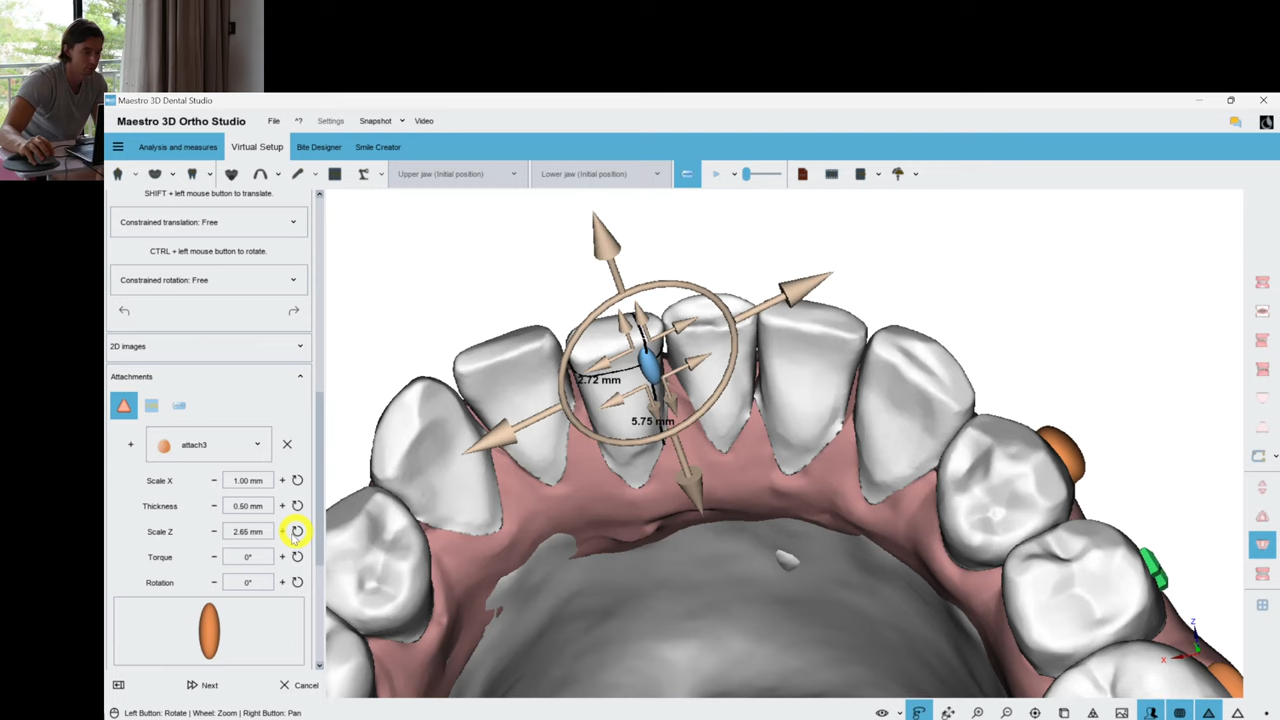 Maestro 3D Dental Studio
Maestro 3D Ortho Studio
File
^?
Settings
Snapshot
Video
Analysis and measures
Virtual Setup
Bite Designer
Smile Creator
Upper jaw (Initial position)
Lower jaw (Initial position)
SHIFT + left mouse button to translate.
Constrained translation: Free
CTRL + left mouse button to rotate.
Constrained rotation: Free
2D images
Attachments
attach3
Scale X
1.00 mm
Thickness
0.50 mm
Scale Z
2.65 mm
Torque
0°
Rotation
0°
Next
Cancel
2.72 mm
5.75 mm
Z
X
Left Button: Rotate | Wheel: Zoom | Right Button: Pan